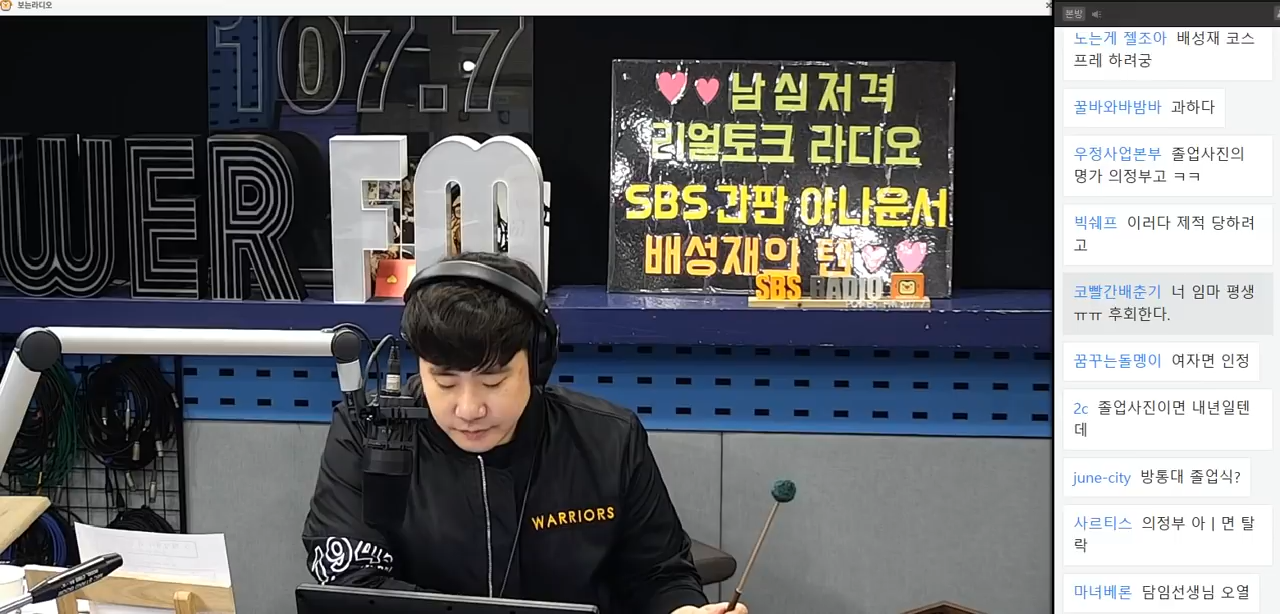 보는라디오
107.7
WER FM
남심저격
리얼토크 라디오
SBS 간판 아나운서
배성재의 텐
SBS RADIO
WARRIORS
본방
노는게 젤조아 배성재 코스
프레 하려궁
꿀바와바밤바 과하다
우정사업본부 졸업사진의
명가 의정부고 ㅋㅋ
빅쉐프 이러다 제적 당하려
고
코빨간배춘기 너 임마 평생
ㅠㅠ 후회한다.
꿈꾸는돌멩이 여자면 인정
2c 졸업사진이면 내년일텐
데
june-city 방통대 졸업식?
사르티스 의정부 아ㅣ면 탈
락
마녀베론 담임선생님 오열